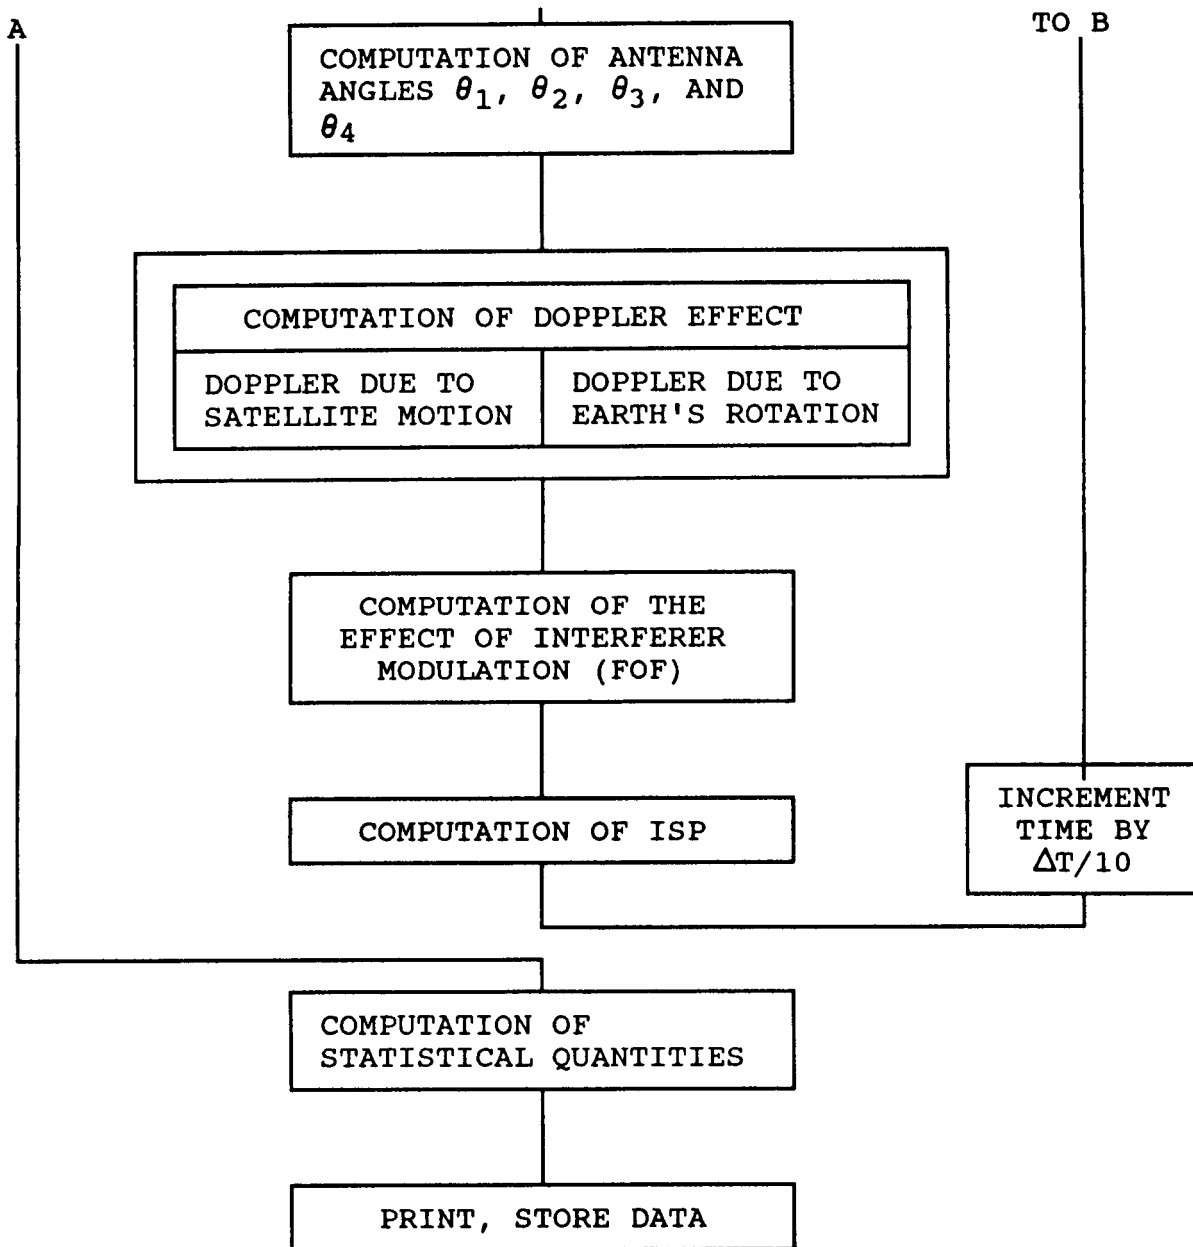 A
TO B
COMPUTATION OF ANTENNA
ANGLES θ1, θ2, θ3, AND
θ4
COMPUTATION OF DOPPLER EFFECT
DOPPLER DUE TO
SATELLITE MOTION
DOPPLER DUE TO
EARTH'S ROTATION
COMPUTATION OF THE
EFFECT OF INTERFERER
MODULATION (FOF)
COMPUTATION OF ISP
INCREMENT
TIME BY
ΔT/10
COMPUTATION OF
STATISTICAL QUANTITIES
PRINT, STORE DATA